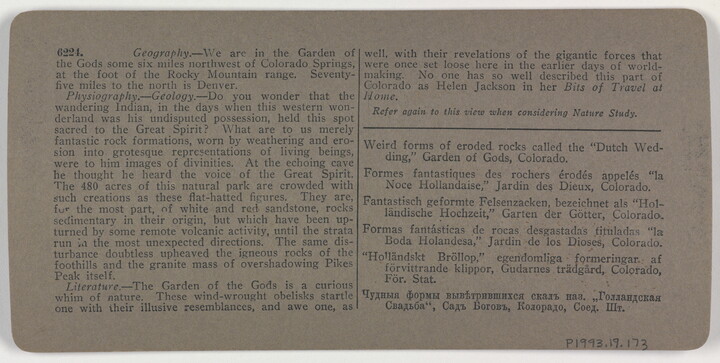 6224. Geography.—We are in the Garden of
the Gods some six miles northwest of Colorado Springs,
at the foot of the Rocky Mountain range. Seventy-
five miles to the north is Denver.
Physiography.—Geology.—Do you wonder that the
wandering Indian, in the days when this western won-
derland was his undisputed possession, held this spot
sacred to the Great Spirit? What are to us merely
fantastic rock formations, worn by weathering and ero-
sion into grotesque representations of living beings,
were to him images of divinities. At the echoing cave
he thought he heard the voice of the Great Spirit.
The 480 acres of this natural park are crowded with
such creations as these flat-hatted figures. They are,
for the most part, of white and red sandstone, rocks
sedimentary in their origin, but which have been up-
turned by some remote volcanic activity, until the strata
run in the most unexpected directions. The same dis-
turbance doubtless upheaved the igneous rocks of the
foothills and the granite mass of overshadowing Pikes
Peak itself.
Literature.—The Garden of the Gods is a curious
whim of nature. These wind-wrought obelisks startle
one with their illusive resemblances, and awe one, as
well, with their revelations of the gigantic forces that
were once set loose here in the earlier days of world-
making. No one has so well described this part of
Colorado as Helen Jackson in her Bits of Travel at
Home.
Refer again to this view when considering Nature Study.
Weird forms of eroded rocks called the “Dutch Wed-
ding,” Garden of Gods, Colorado.
Formes fantastiques des rochers érodés appelés “la
Noce Hollandaise,” Jardin des Dieux, Colorado.
Fantastisch geformte Felsenzacken, bezeichnet als “Hol-
ländische Hochzeit,” Garten der Götter, Colorado.
Formas fantásticas de rocas desgastadas tituladas “la
Boda Holandesa,” Jardin de los Dioses, Colorado.
“Holländskt Bröllop,” egendomliga formeringar af
förvittrande klippor, Gudarnes trädgård, Colorado,
För. Stat.
Чудныя формы вывѣтрившихся скалъ наз. „Голландская
Свадьба“, Садъ Боговъ, Колорадо, Соед. Шт.
P1993.19.173